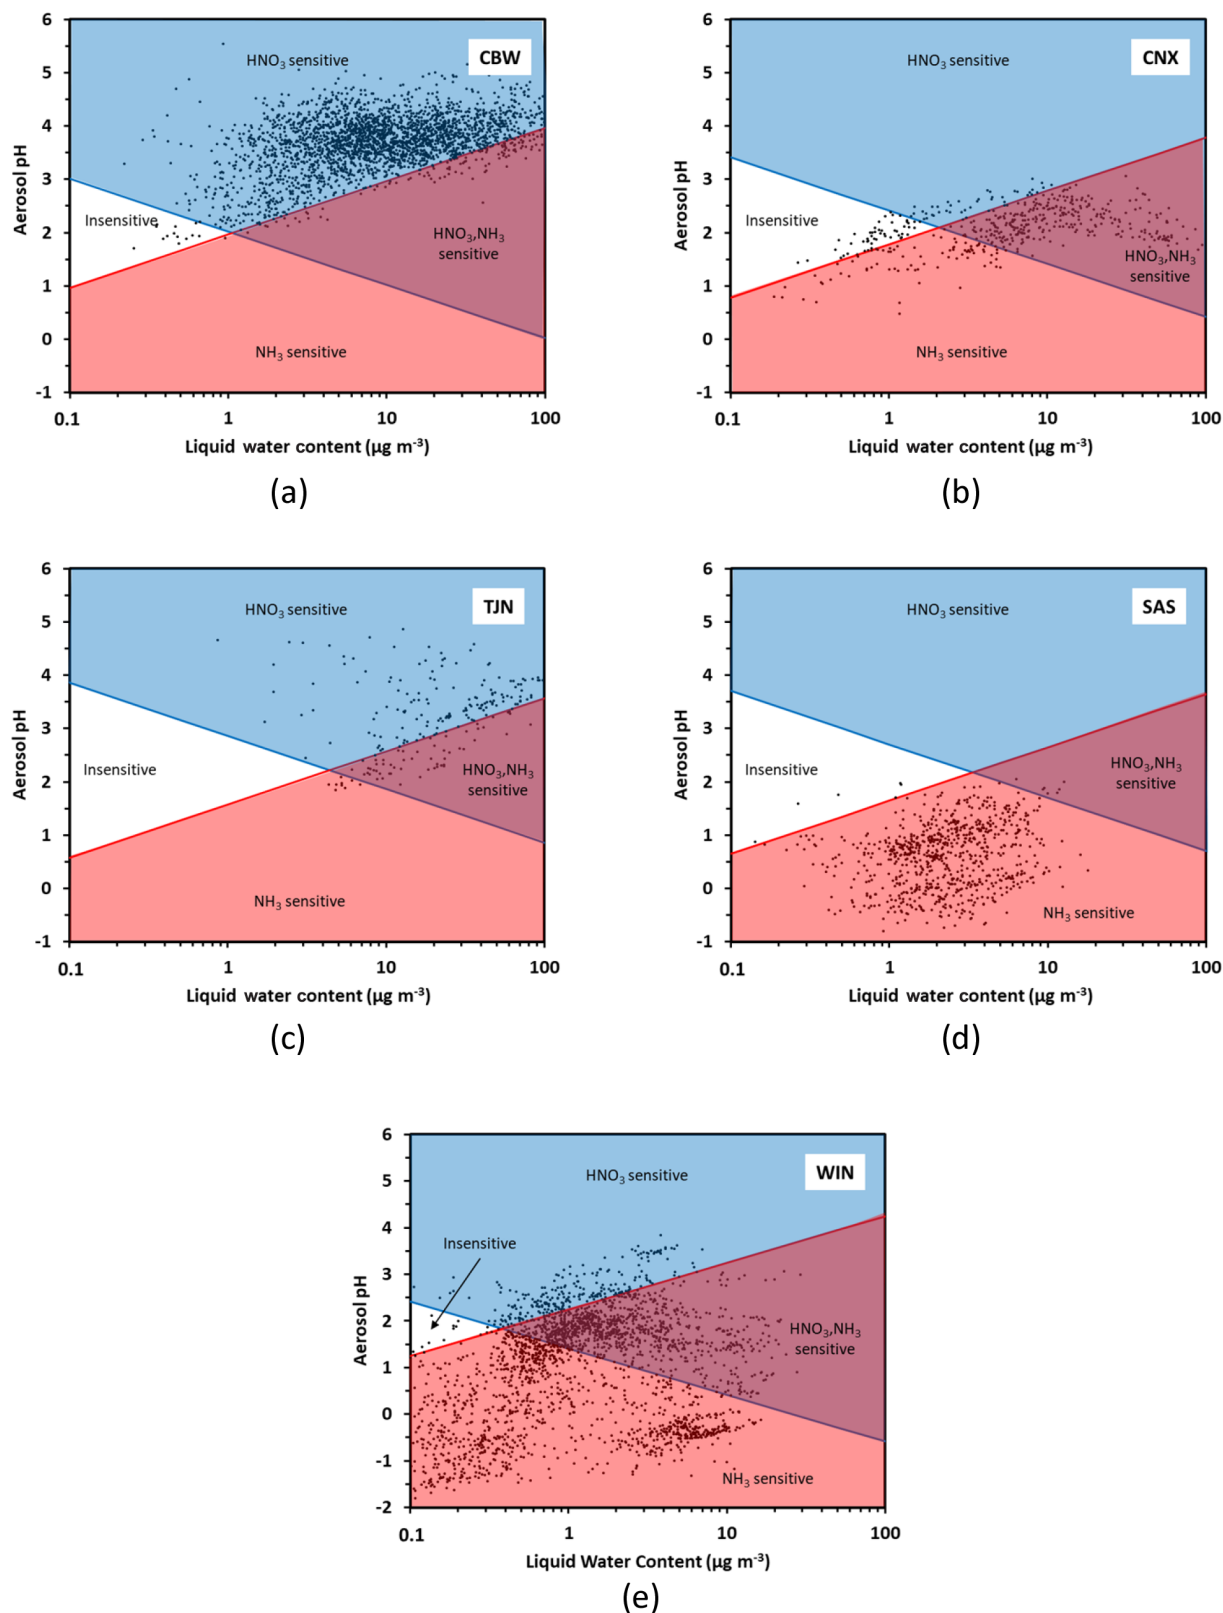 6
5
4
3
2
1
0
-1
Aerosol pH
HNO₃ sensitive
CBW
Insensitive
HNO₃,NH₃
sensitive
NH₃ sensitive
0.1
1
10
100
Liquid water content (µg m⁻³)
(a)
6
5
4
3
2
1
0
-1
Aerosol pH
HNO₃ sensitive
CNX
Insensitive
HNO₃,NH₃
sensitive
NH₃ sensitive
0.1
1
10
100
Liquid water content (µg m⁻³)
(b)
6
5
4
3
2
1
0
-1
Aerosol pH
HNO₃ sensitive
TJN
Insensitive
HNO₃,NH₃
sensitive
NH₃ sensitive
0.1
1
10
100
Liquid water content (µg m⁻³)
(c)
6
5
4
3
2
1
0
-1
Aerosol pH
HNO₃ sensitive
SAS
Insensitive
HNO₃,NH₃
sensitive
NH₃ sensitive
0.1
1
10
100
Liquid water content (µg m⁻³)
(d)
6
5
4
3
2
1
0
-1
-2
Aerosol pH
HNO₃ sensitive
WIN
Insensitive
HNO₃,NH₃
sensitive
NH₃ sensitive
0.1
1
10
100
Liquid Water Content (µg m⁻³)
(e)